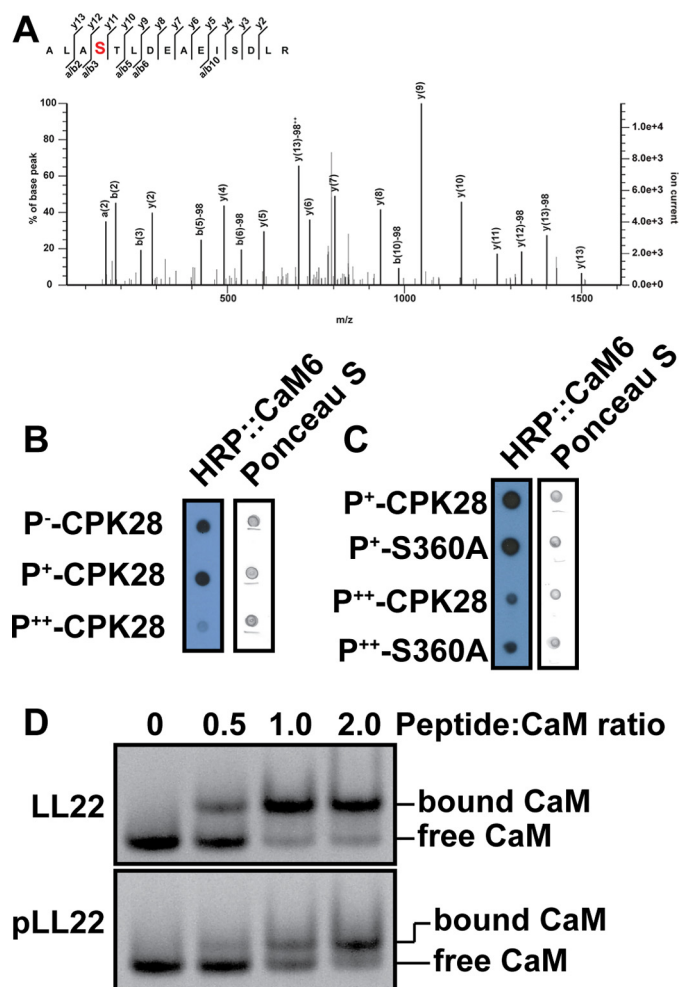 A
y13 y12 y11 y10 y9 y8 y7 y6 y5 y4 y3 y2
A L A S T L D E A E I S D L R
a/b2 a/b3 a/b5 a/b6 a/b10
% of base peak
100
80
60
40
20
0
a(2)
b(2)
b(3)
y(2)
b(5)-98
y(4)
b(6)-98
y(5)
y(13)-98**
y(6)
y(7)
y(8)
b(10)-98
y(9)
y(10)
y(11)
y(12)-98
y(13)-98
y(13)
1.0e+4
8.0e+3
6.0e+3
4.0e+3
2.0e+3
0.0e+0
ion current
500 1000 1500
m/z
B
HRP::CaM6
Ponceau S
P⁻-CPK28
P⁺-CPK28
P⁺⁺-CPK28
C
HRP::CaM6
Ponceau S
P⁺-CPK28
P⁺-S360A
P⁺⁺-CPK28
P⁺⁺-S360A
D
0 0.5 1.0 2.0 Peptide:CaM ratio
LL22
bound CaM
free CaM
pLL22
bound CaM
free CaM